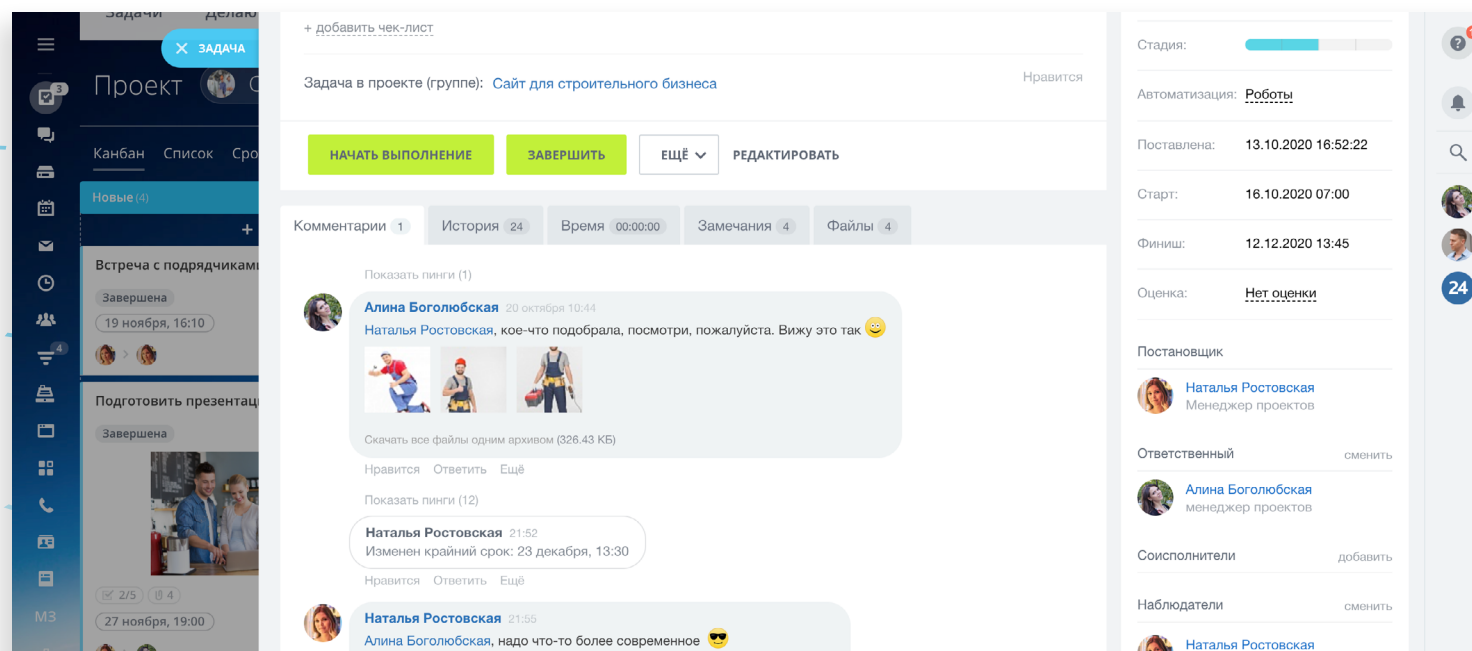 Задачи Делаю
ЗАДАЧА
3
Проект
Канбан Список Сро
Новые (4)
+
Встреча с подрядчиками
Завершена
19 ноября, 16:10
4
Подготовить презентац
Завершена
2/5 4
МЗ
27 ноября, 19:00
+ добавить чек-лист
Задача в проекте (группе): Сайт для строительного бизнеса
Нравится
НАЧАТЬ ВЫПОЛНЕНИЕ ЗАВЕРШИТЬ ЕЩЁ РЕДАКТИРОВАТЬ
Комментарии 1 История 24 Время 00:00:00 Замечания 4 Файлы 4
Показать пинги (1)
Алина Боголюбская 20 октября 10:44
Наталья Ростовская, кое-что подобрала, посмотри, пожалуйста. Вижу это так
Скачать все файлы одним архивом (326.43 КБ)
Нравится Ответить Ещё
Показать пинги (12)
Наталья Ростовская 21:52
Изменен крайний срок: 23 декабря, 13:30
Нравится Ответить Ещё
Наталья Ростовская 21:55
Алина Боголюбская, надо что-то более современное
Стадия:
Автоматизация: Роботы
Поставлена: 13.10.2020 16:52:22
Старт: 16.10.2020 07:00
Финиш: 12.12.2020 13:45
Оценка: Нет оценки
Постановщик
Наталья Ростовская
Менеджер проектов
Ответственный сменить
Алина Боголюбская
менеджер проектов
Соисполнители добавить
Наблюдатели сменить
Наталья Ростовская
?
24